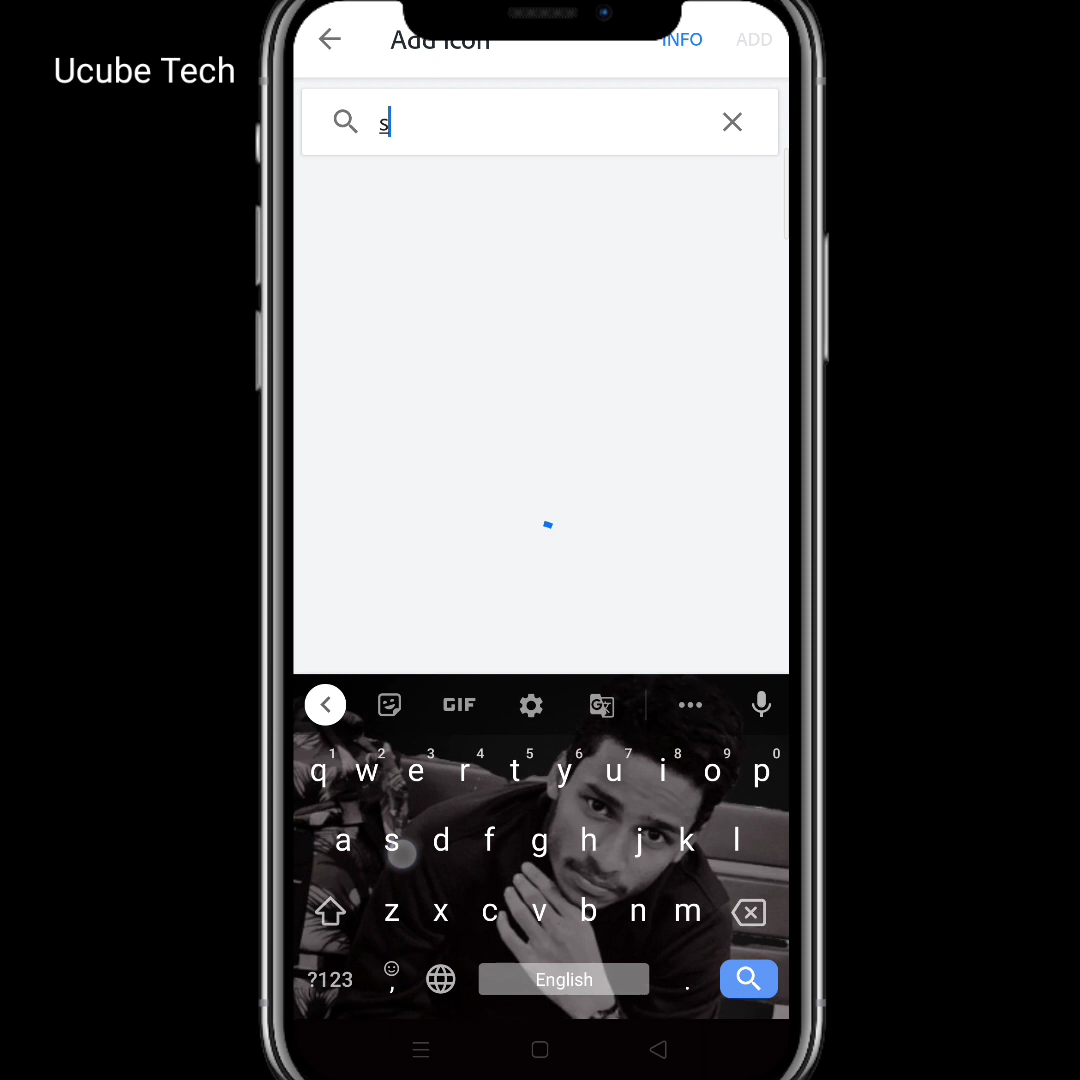 Ucube Tech
Add Icon
INFO
ADD
s
GIF
G
1 2 3 4 5 6 7 8 9 0
q w e r t y u i o p
a s d f g h j k l
z x c v b n m
?123
,
English
.